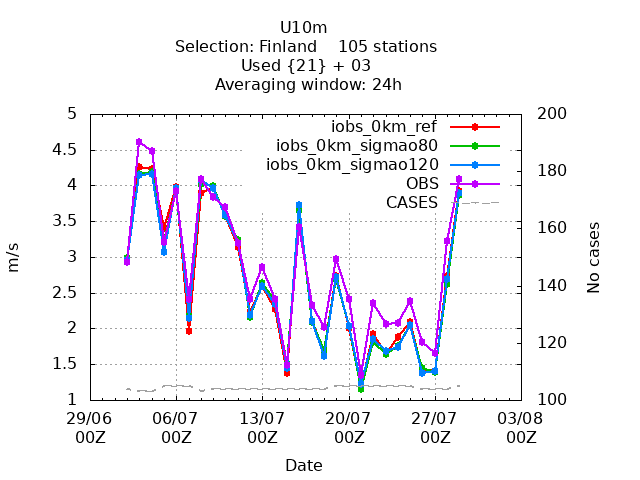 U10m
Selection: Finland    105 stations
Used {21} + 03
Averaging window: 24h
iobs_0km_ref
iobs_0km_sigmao80
iobs_0km_sigmao120
OBS
CASES
5
4.5
4
3.5
3
2.5
2
1.5
1
m/s
200
180
160
140
120
100
No cases
29/06 06/07 13/07 20/07 27/07 03/08
00Z 00Z 00Z 00Z 00Z 00Z
Date